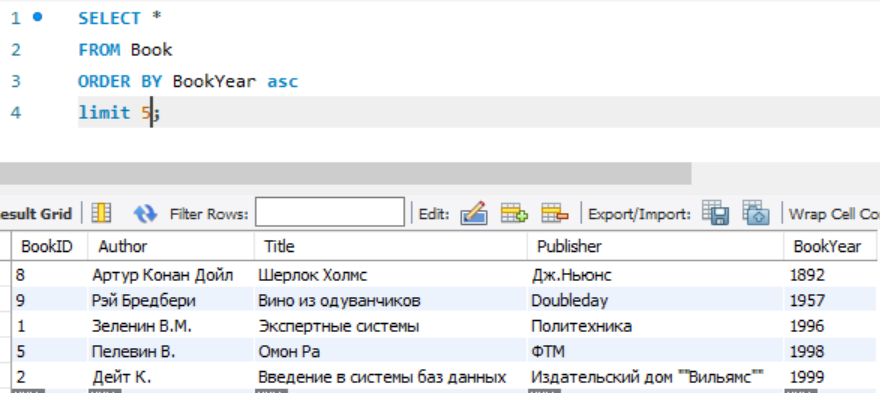 1 SELECT *
2 FROM Book
3 ORDER BY BookYear asc
4 limit 5;
esult Grid Filter Rows: Edit: Export/Import: Wrap Cell Co
BookID Author Title Publisher BookYear
8 Артур Конан Дойл Шерлок Холмс Дж.Ньюнс 1892
9 Рэй Бредбери Вино из одуванчиков Doubleday 1957
1 Зеленин В.М. Экспертные системы Политехника 1996
5 Пелевин В. Омон Ра ФТМ 1998
2 Дейт К. Введение в системы баз данных Издательский дом ""Вильямс"" 1999